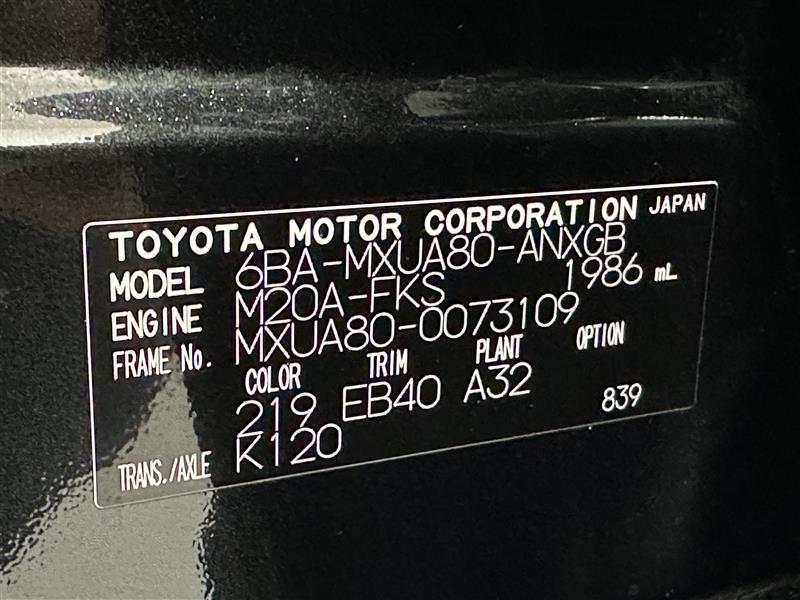 TOYOTA MOTOR CORPORATION JAPAN
MODEL 6BA-MXUA80-ANXGB
ENGINE M20A-FKS 1986 mL
FRAME No. MXUA80-0073109
COLOR TRIM PLANT OPTION
219 EB40 A32 839
TRANS./AXLE K120